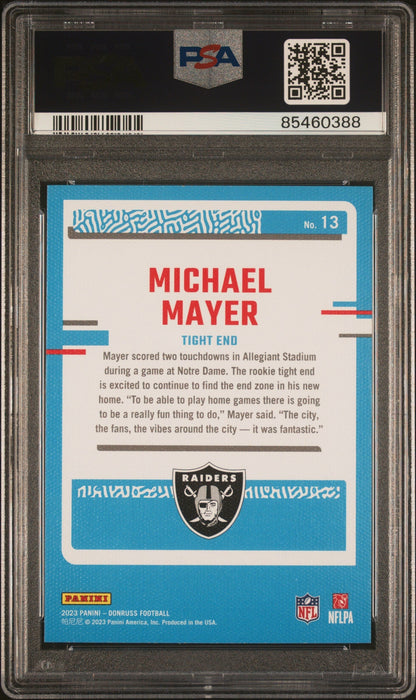 PSA
85460388
No. 13
MICHAEL
MAYER
TIGHT END
Mayer scored two touchdowns in Allegiant Stadium
during a game at Notre Dame. The rookie tight end
is excited to continue to find the end zone in his new
home. “To be able to play home games there is going
to be a really fun thing to do,” Mayer said. “The city,
the fans, the vibes around the city — it was fantastic.”
RAIDERS
PANINI
2023 PANINI – DONRUSS FOOTBALL
帕尼尼 © 2023 Panini America, Inc. Produced in the USA.
NFL
NFLPA